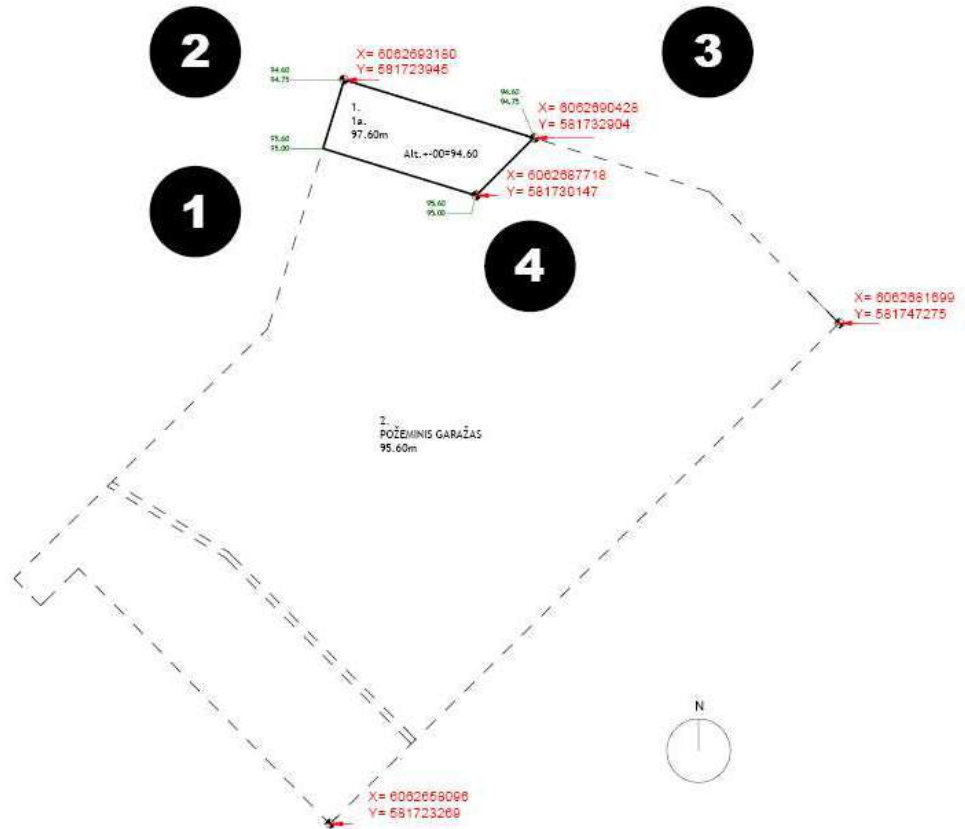 2
3
X= 6062693180
Y= 581723945
94.60
94.75
94.60
94.75
1.
1a.
97.60m
X= 6062690428
Y= 581732904
95.60
95.00
Alt.+-00=94.60
X= 6062687718
Y= 581730147
1
95.60
95.00
4
X= 6062681699
Y= 581747275
2.
POŽEMINIS GARAŽAS
95.60m
N
X= 6062658096
Y= 581723269